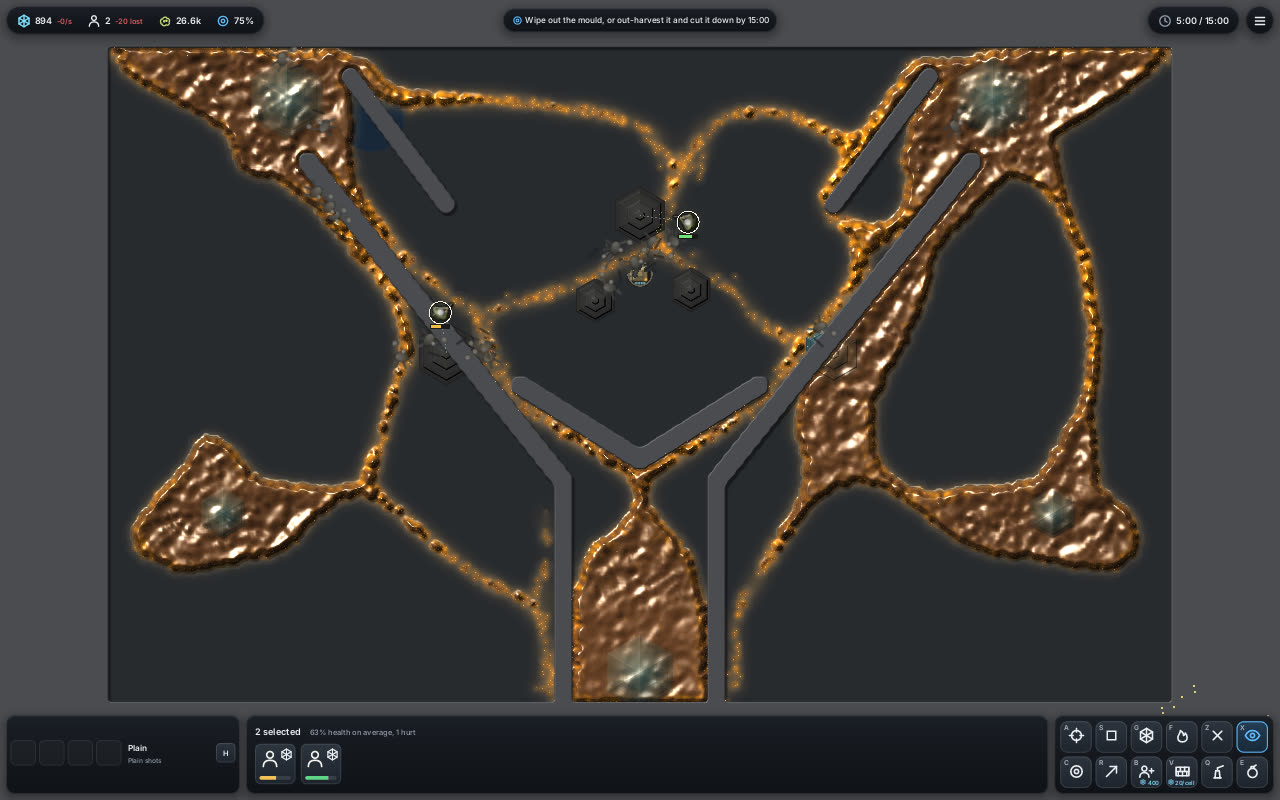 894 -0/s 2 -20 lost 26.6k 75%
Wipe out the mould, or out-harvest it and cut it down by 15:00
5:00 / 15:00
Plain
Plain shots
H
2 selected 63% health on average, 1 hurt
A S G F Z X
C R B V Q E
400 20/cell